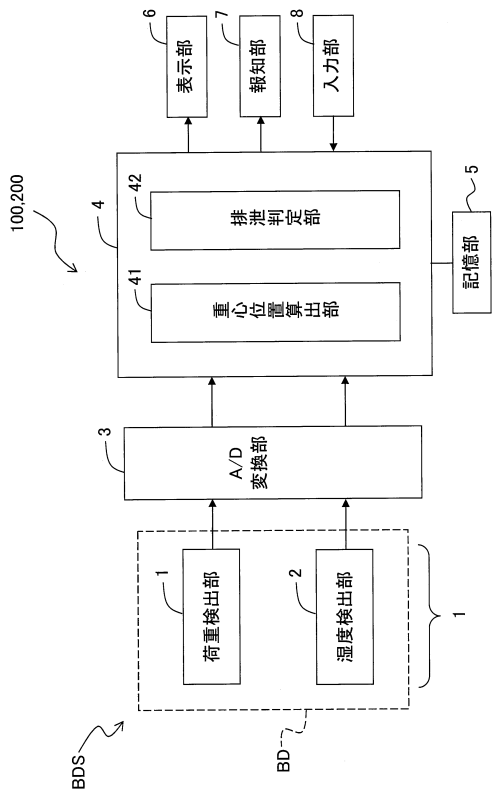 100,200
BDS
BD
1
荷重検出部
2
湿度検出部
1
3
A/D
変換部
4
41
重心位置算出部
42
排泄判定部
5
記憶部
6
表示部
7
報知部
8
入力部